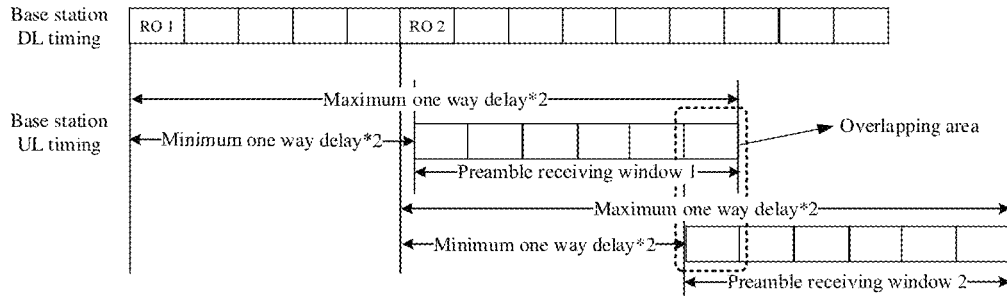 Base station
DL timing
RO 1
RO 2
Maximum one way delay*2
Base station
UL timing
Minimum one way delay*2
Overlapping area
Preamble receiving window 1
Maximum one way delay*2
Minimum one way delay*2
Preamble receiving window 2